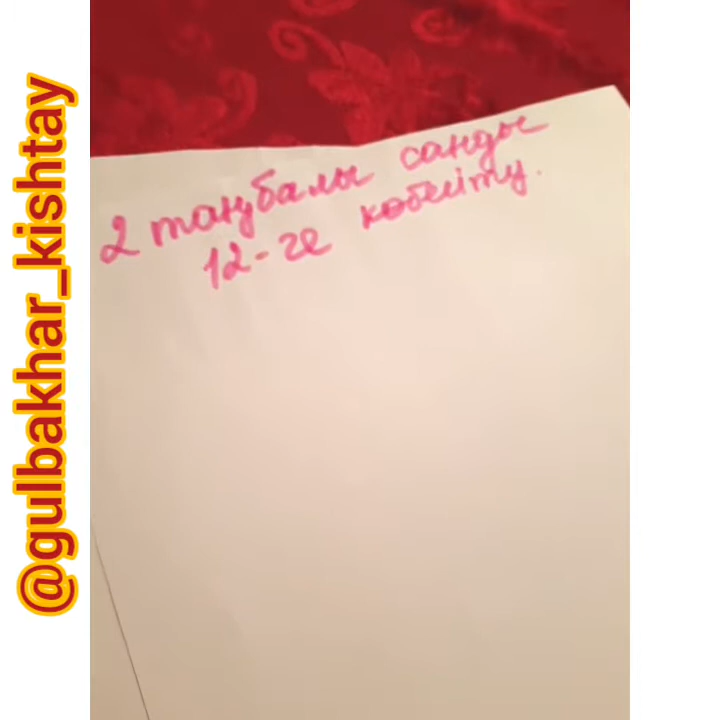 @gulbakhar_kishtay
2 таңбалы санды
12-ге көбейту.